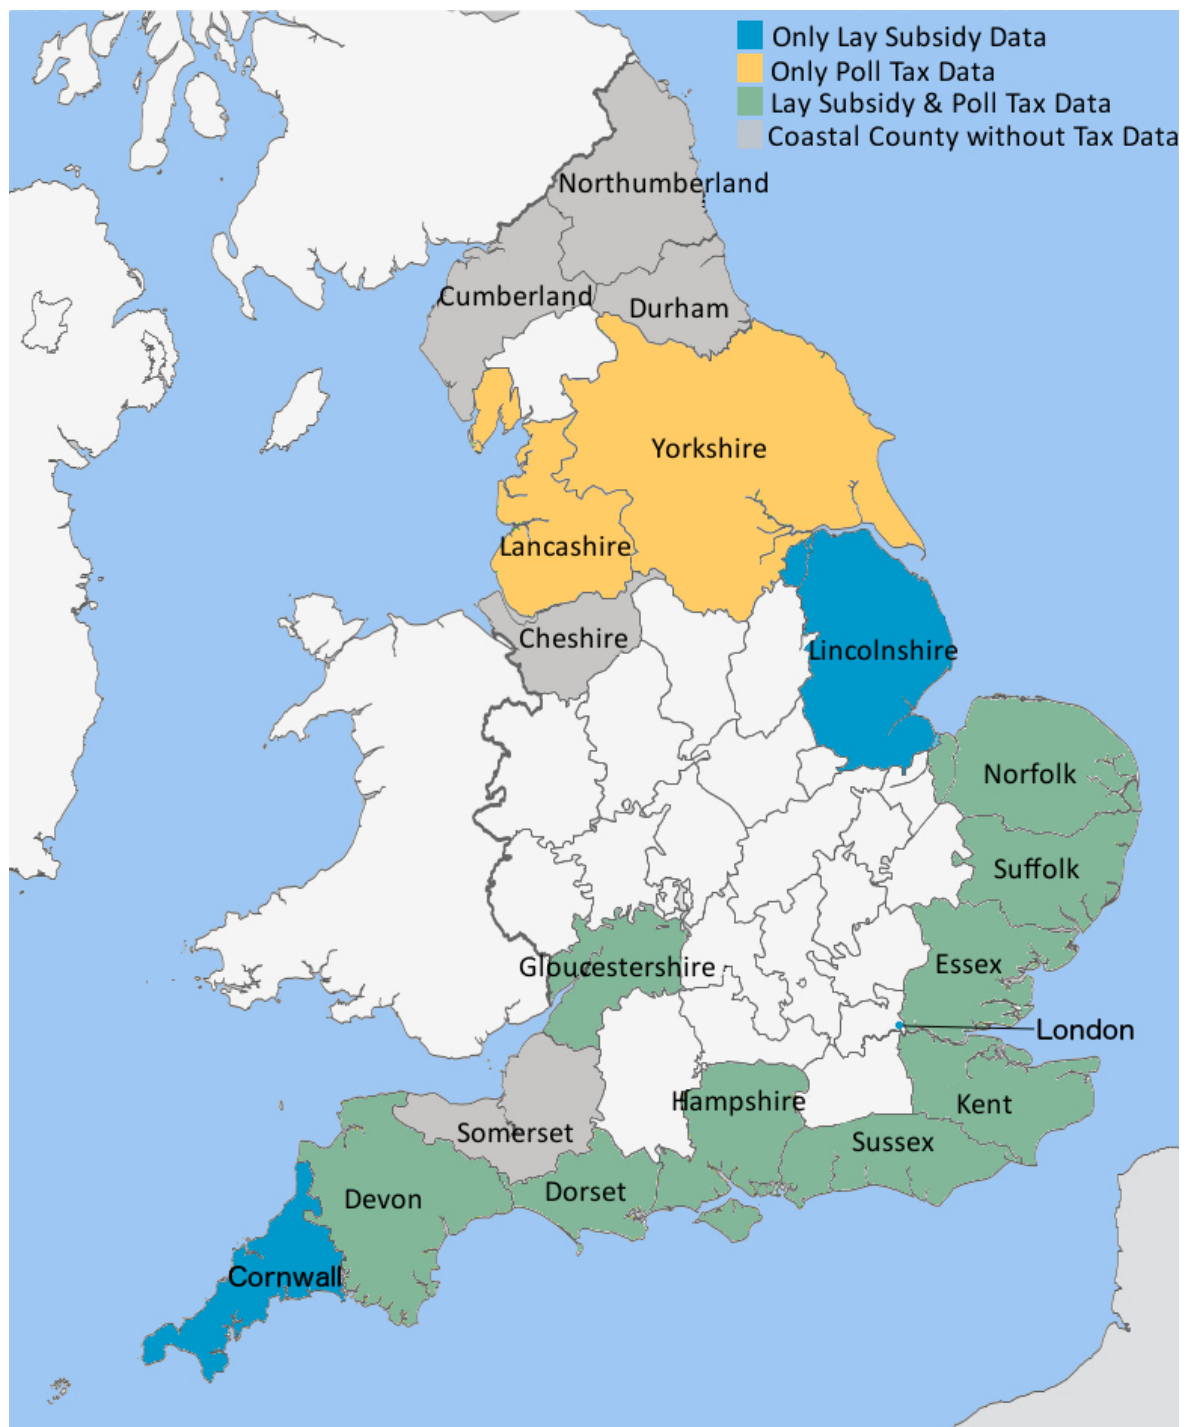 Only Lay Subsidy Data
Only Poll Tax Data
Lay Subsidy & Poll Tax Data
Coastal County without Tax Data
Northumberland
Cumberland
Durham
Yorkshire
Lancashire
Cheshire
Lincolnshire
Norfolk
Suffolk
Gloucestershire
Essex
London
Hampshire
Kent
Somerset
Sussex
Devon
Dorset
Cornwall